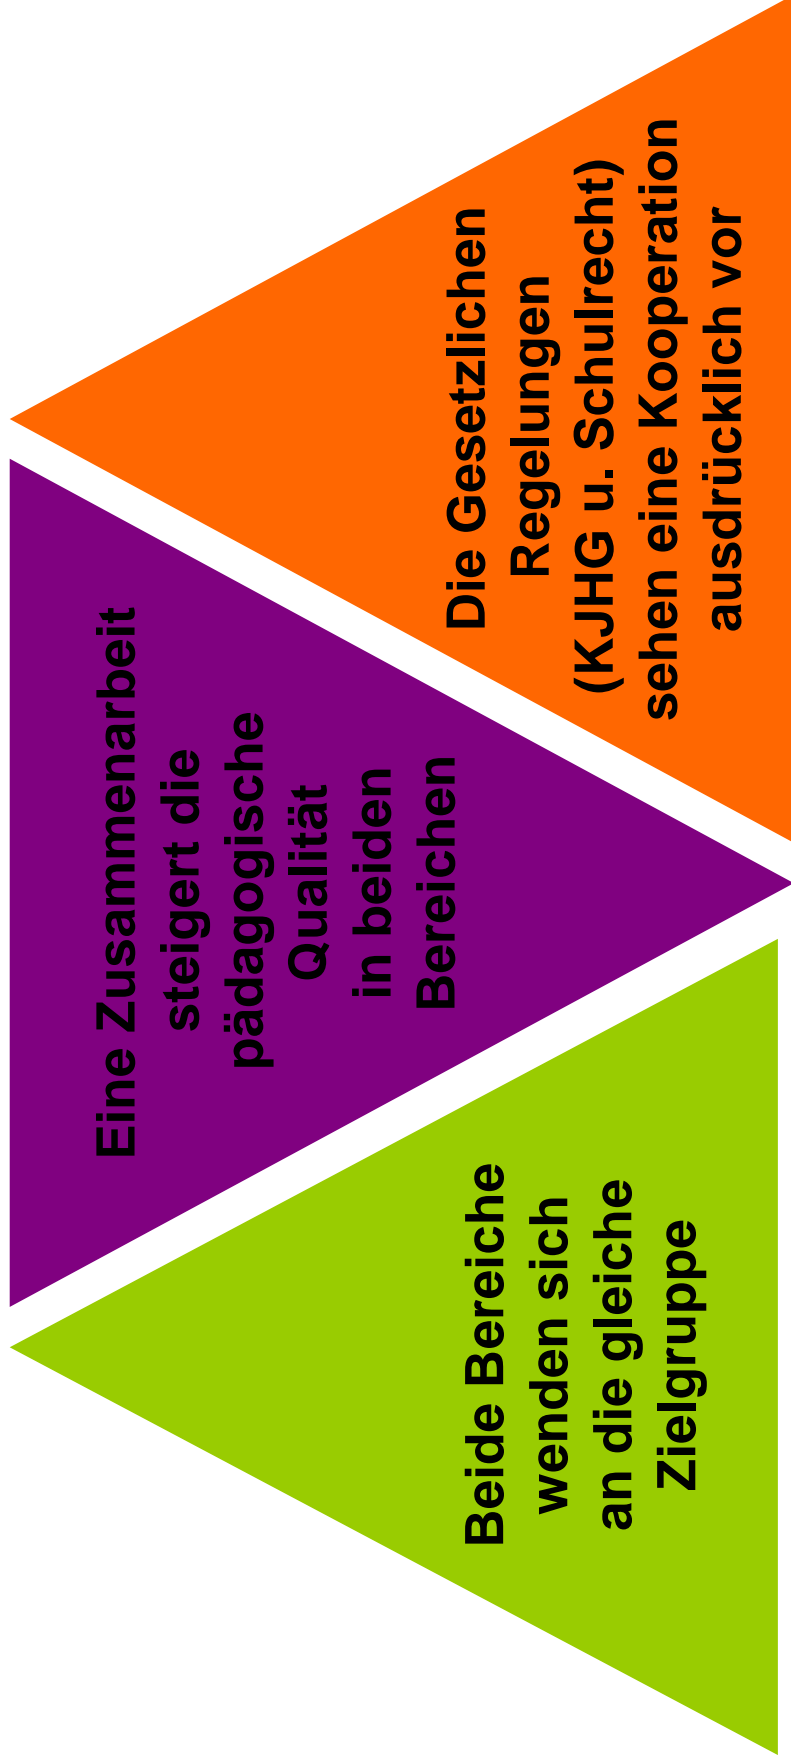 Beide Bereiche
wenden sich
an die gleiche
Zielgruppe
Eine Zusammenarbeit
steigert die
pädagogische
Qualität
in beiden
Bereichen
Die Gesetzlichen
Regelungen
(KJHG u. Schulrecht)
sehen eine Kooperation
ausdrücklich vor